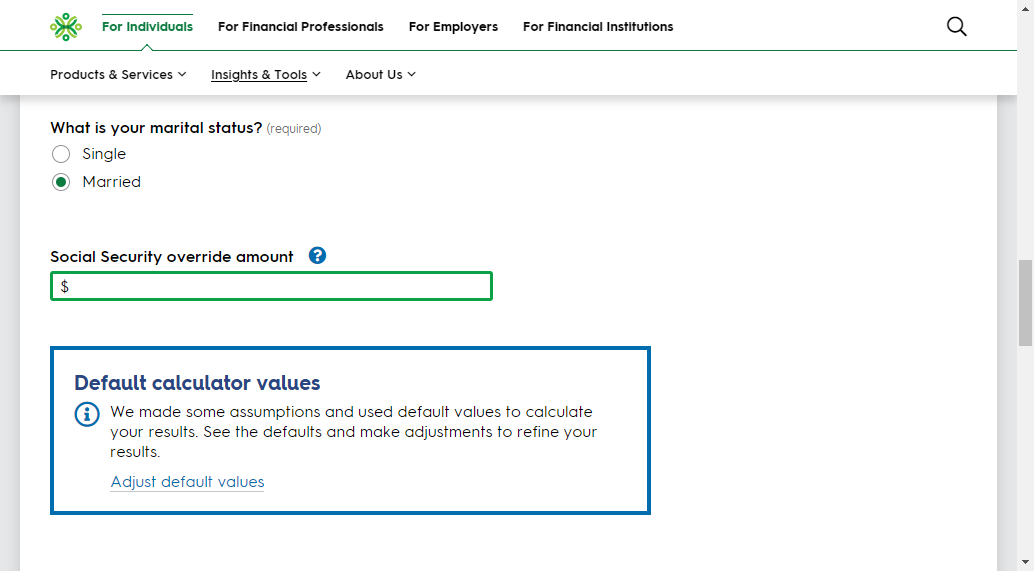 For Individuals For Financial Professionals For Employers For Financial Institutions
Products & Services Insights & Tools About Us
What is your marital status? (required)
Single
Married
Social Security override amount ?
$
Default calculator values
We made some assumptions and used default values to calculate
your results. See the defaults and make adjustments to refine your
results.
Adjust default values